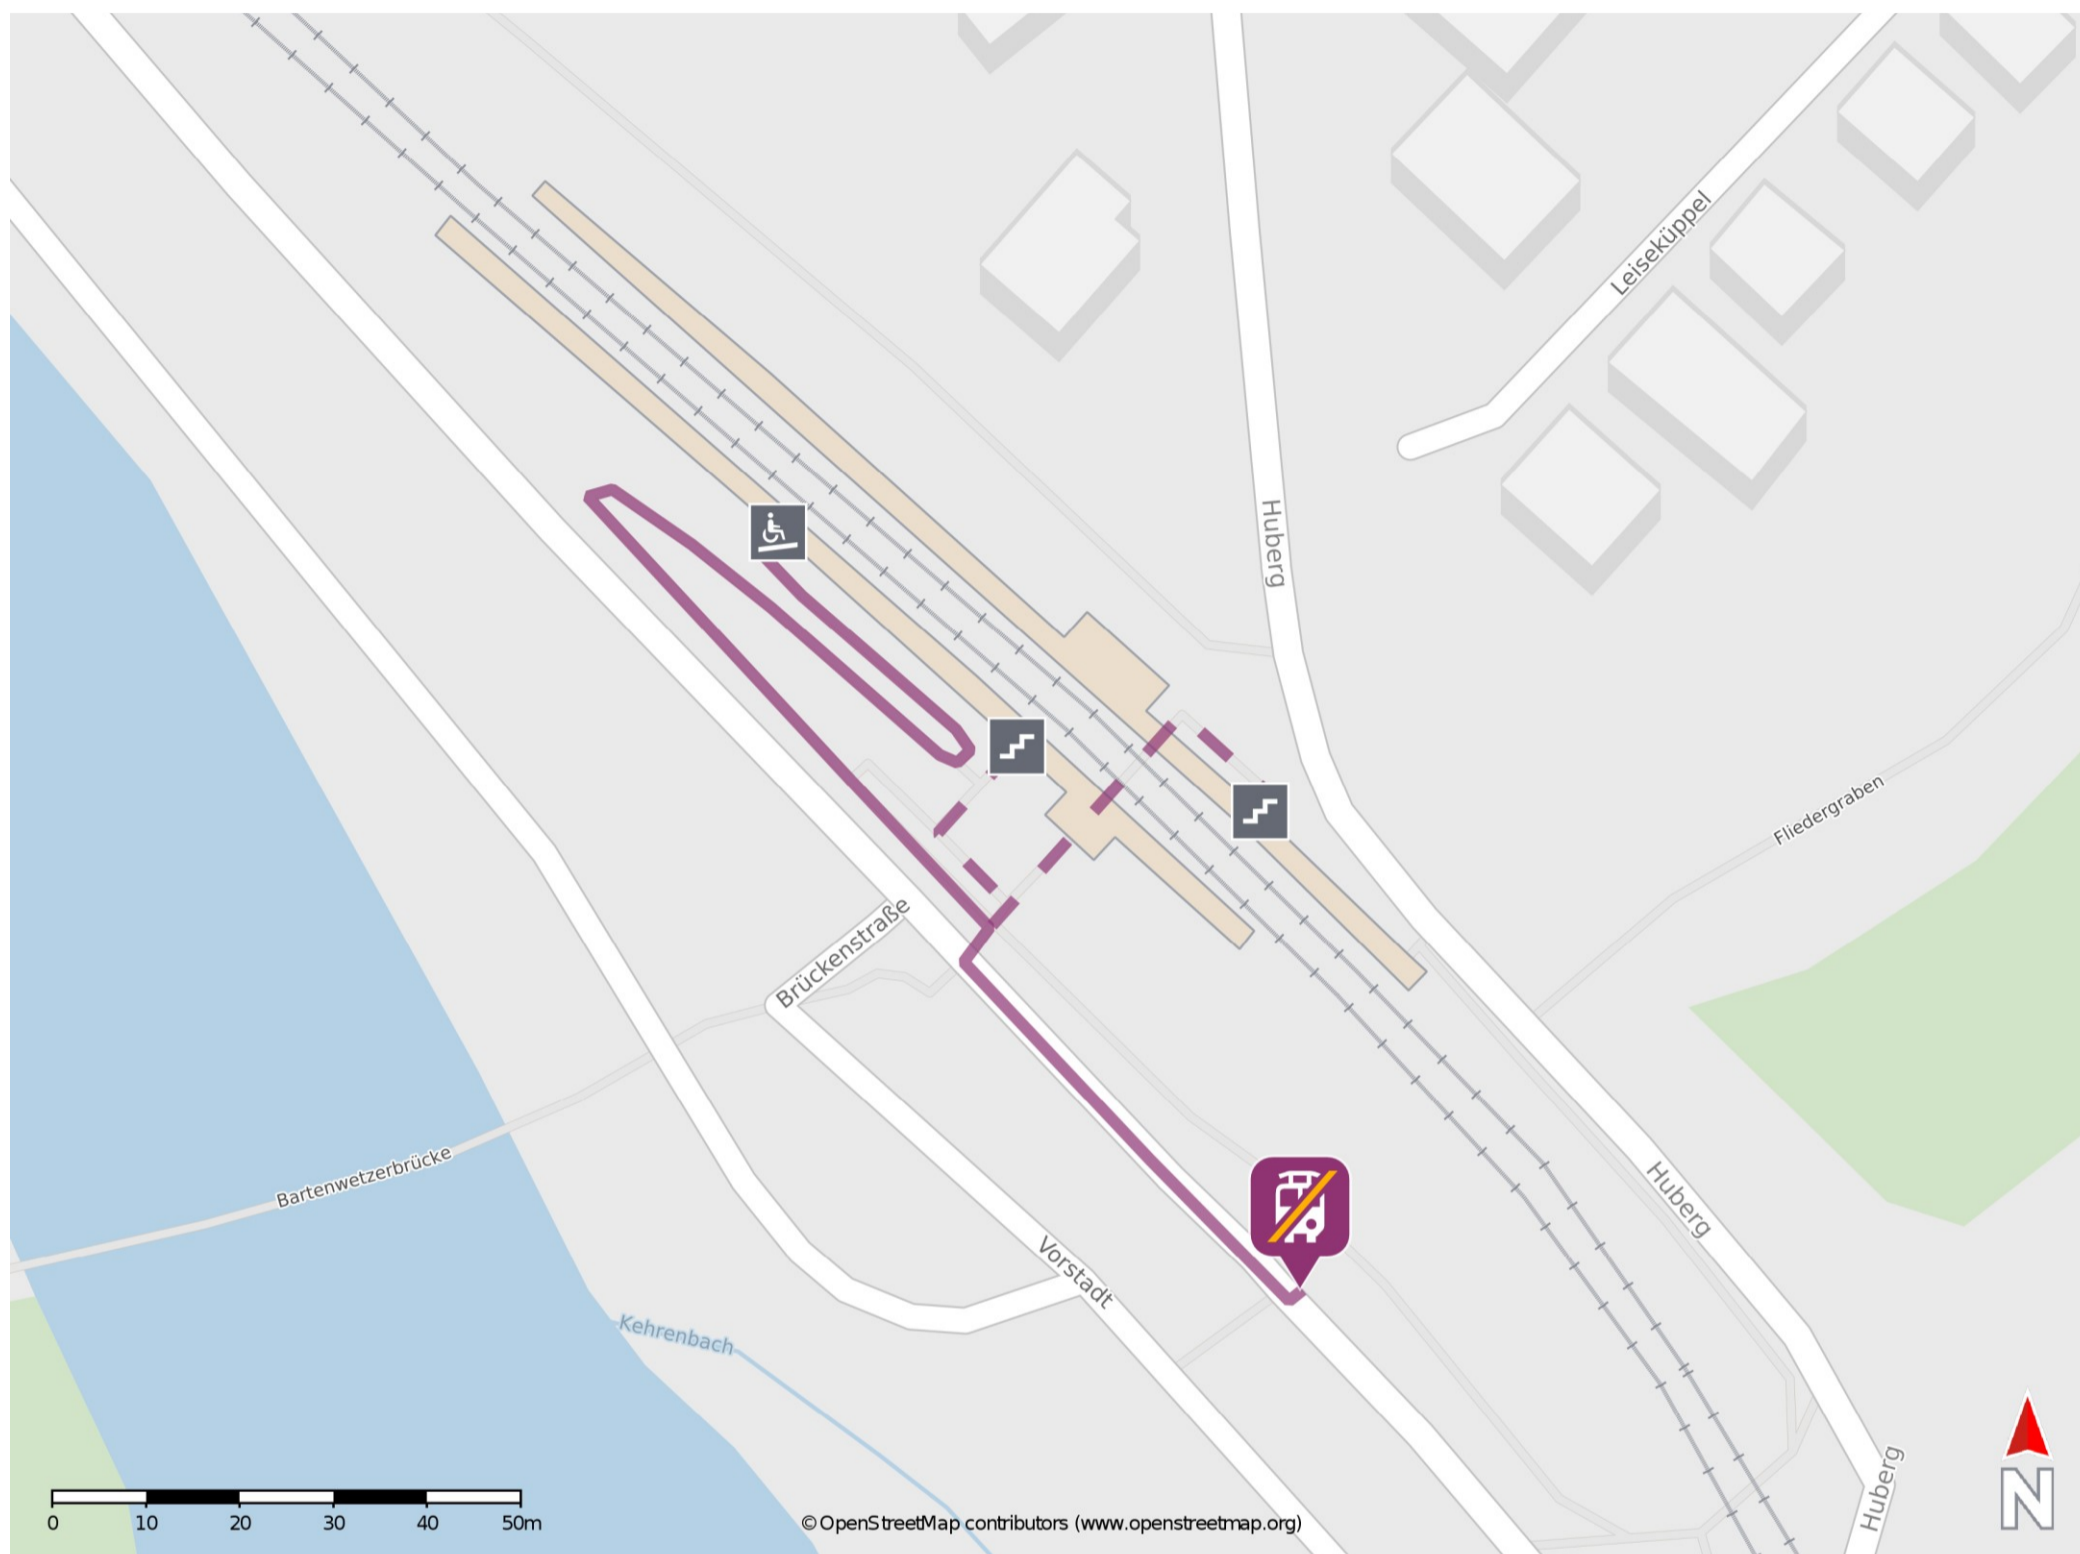 Leiseküppel
Huberg
Fliedergraben
Brückenstraße
Bartenwetzerbrücke
Huberg
Vorstadt
Kehrenbach
Huberg
N
0 10 20 30 40 50m
© OpenStreetMap contributors (www.openstreetmap.org)